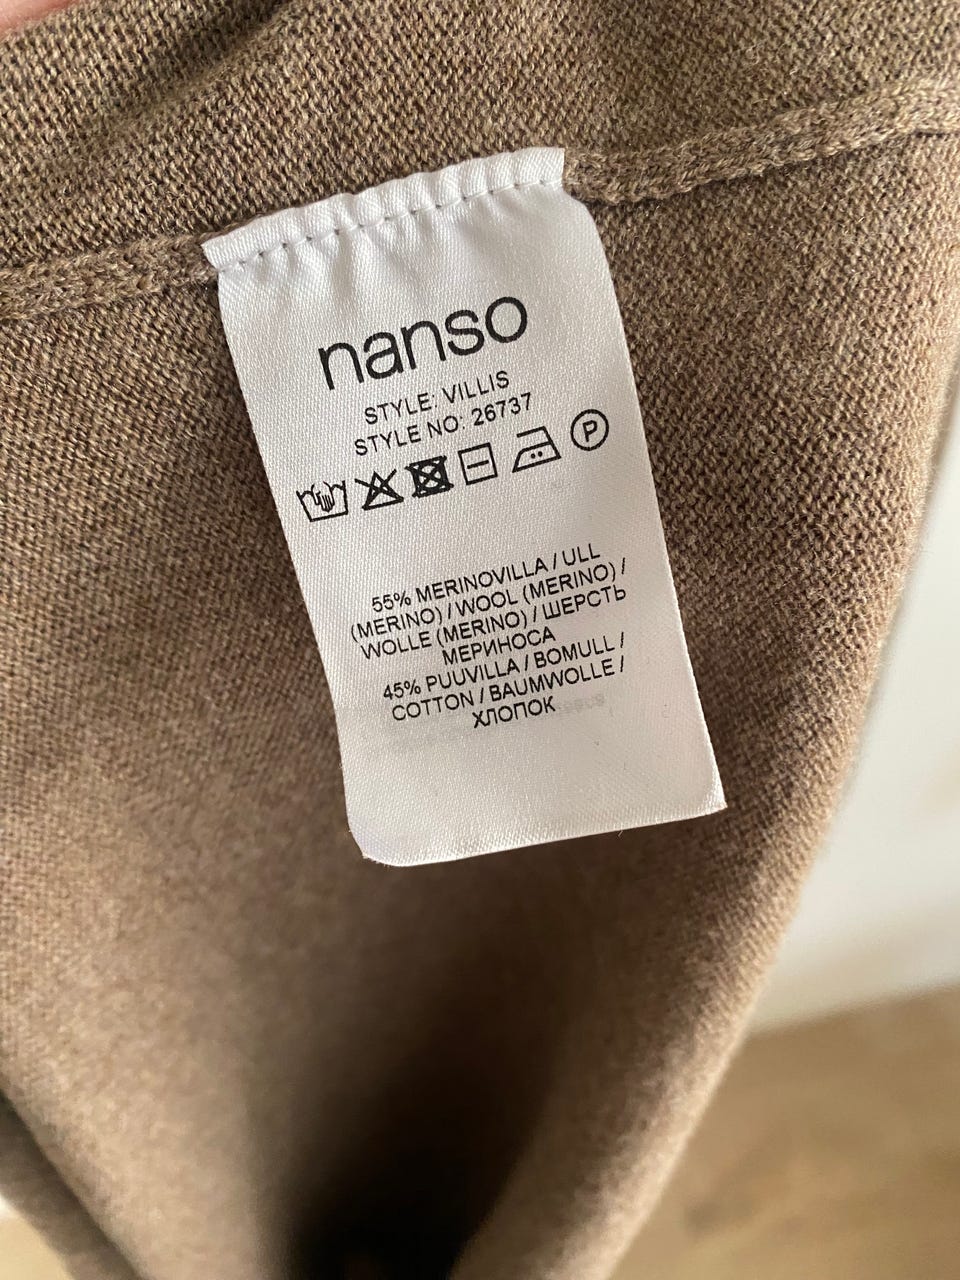 nanso
STYLE: VILLIS
STYLE NO: 26737
P
55% MERINOVILLA / ULL
(MERINO) / WOOL (MERINO) /
WOLLE (MERINO) / ШЕРСТЬ
МЕРИНОСА
45% PUUVILLA / BOMULL /
COTTON / BAUMWOLLE /
ХЛОПОК